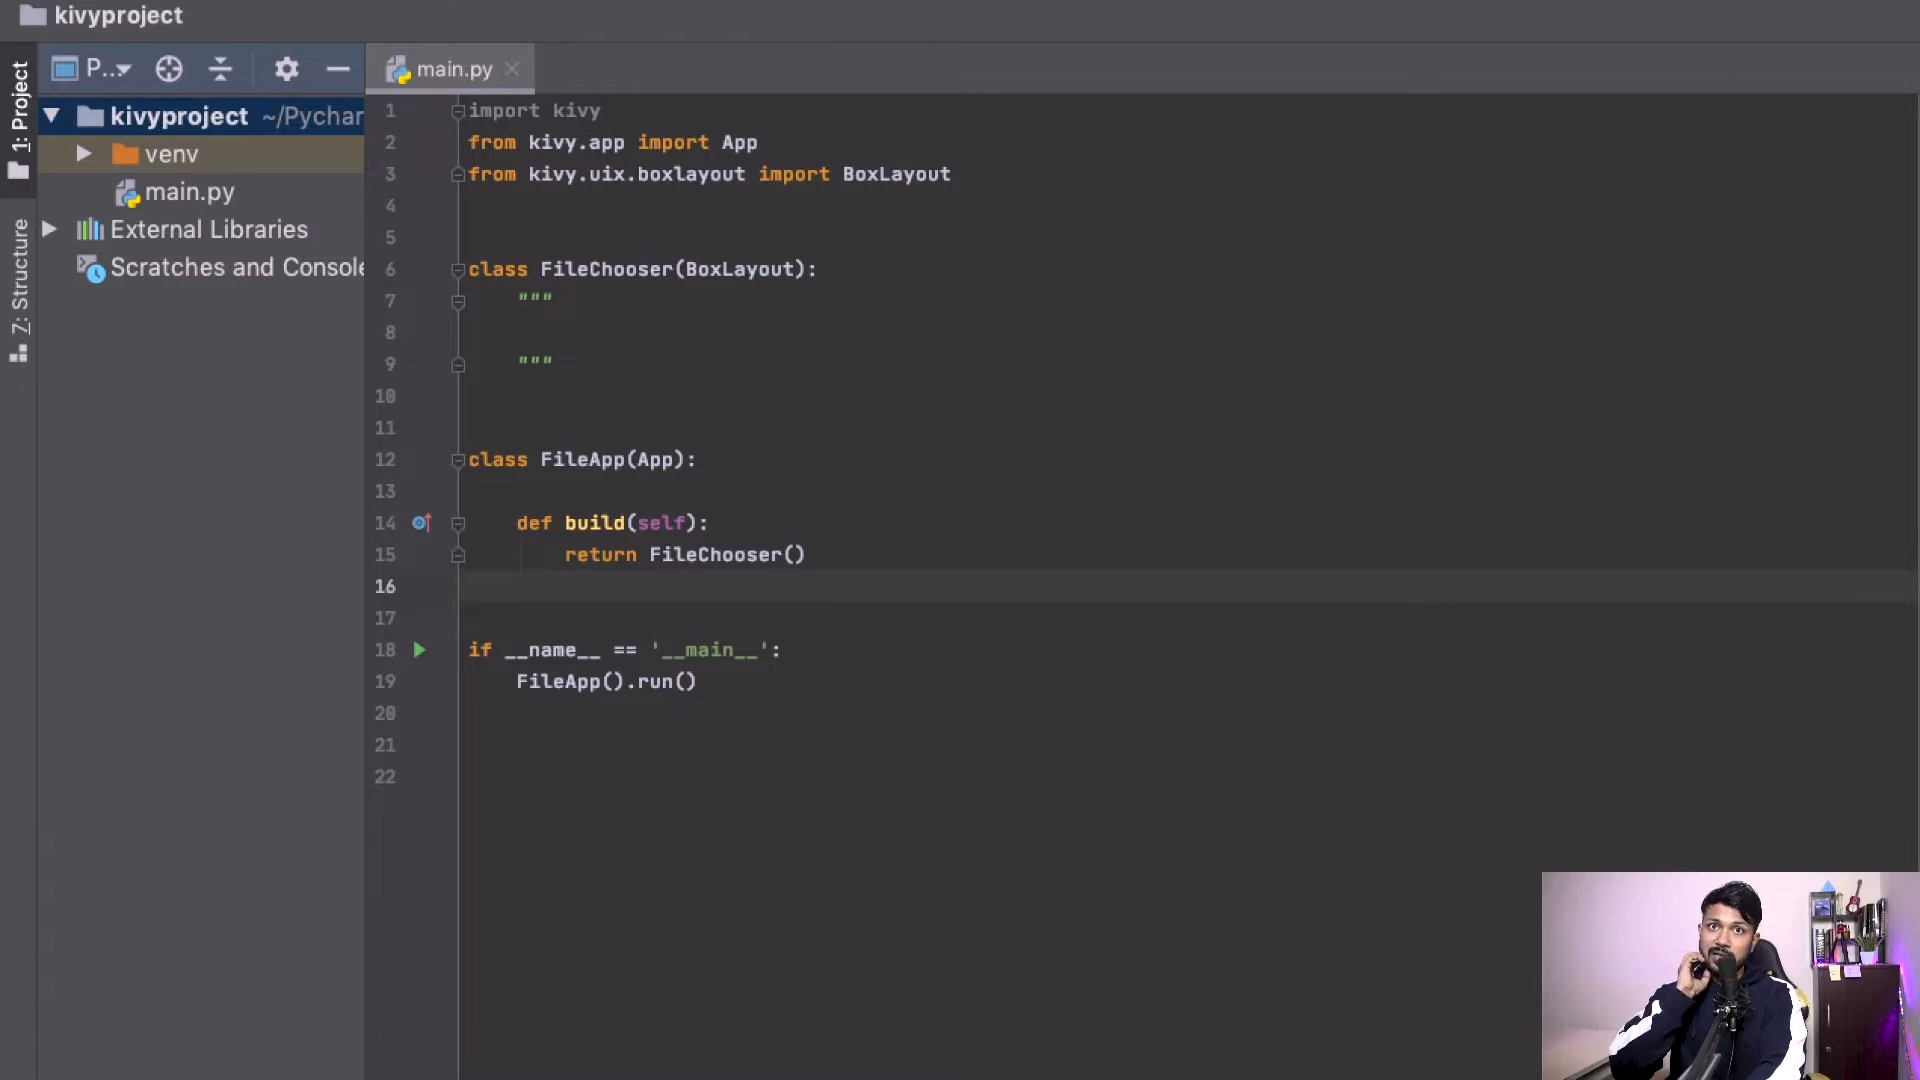 kivyproject
1: Project
7: Structure
P...
kivyproject ~/Pychar
venv
main.py
External Libraries
Scratches and Console
main.py
1 import kivy
2 from kivy.app import App
3 from kivy.uix.boxlayout import BoxLayout
4
5
6 class FileChooser(BoxLayout):
7 """
8
9 """
10
11
12 class FileApp(App):
13
14 def build(self):
15 return FileChooser()
16
17
18 if __name__ == '__main__':
19 FileApp().run()
20
21
22